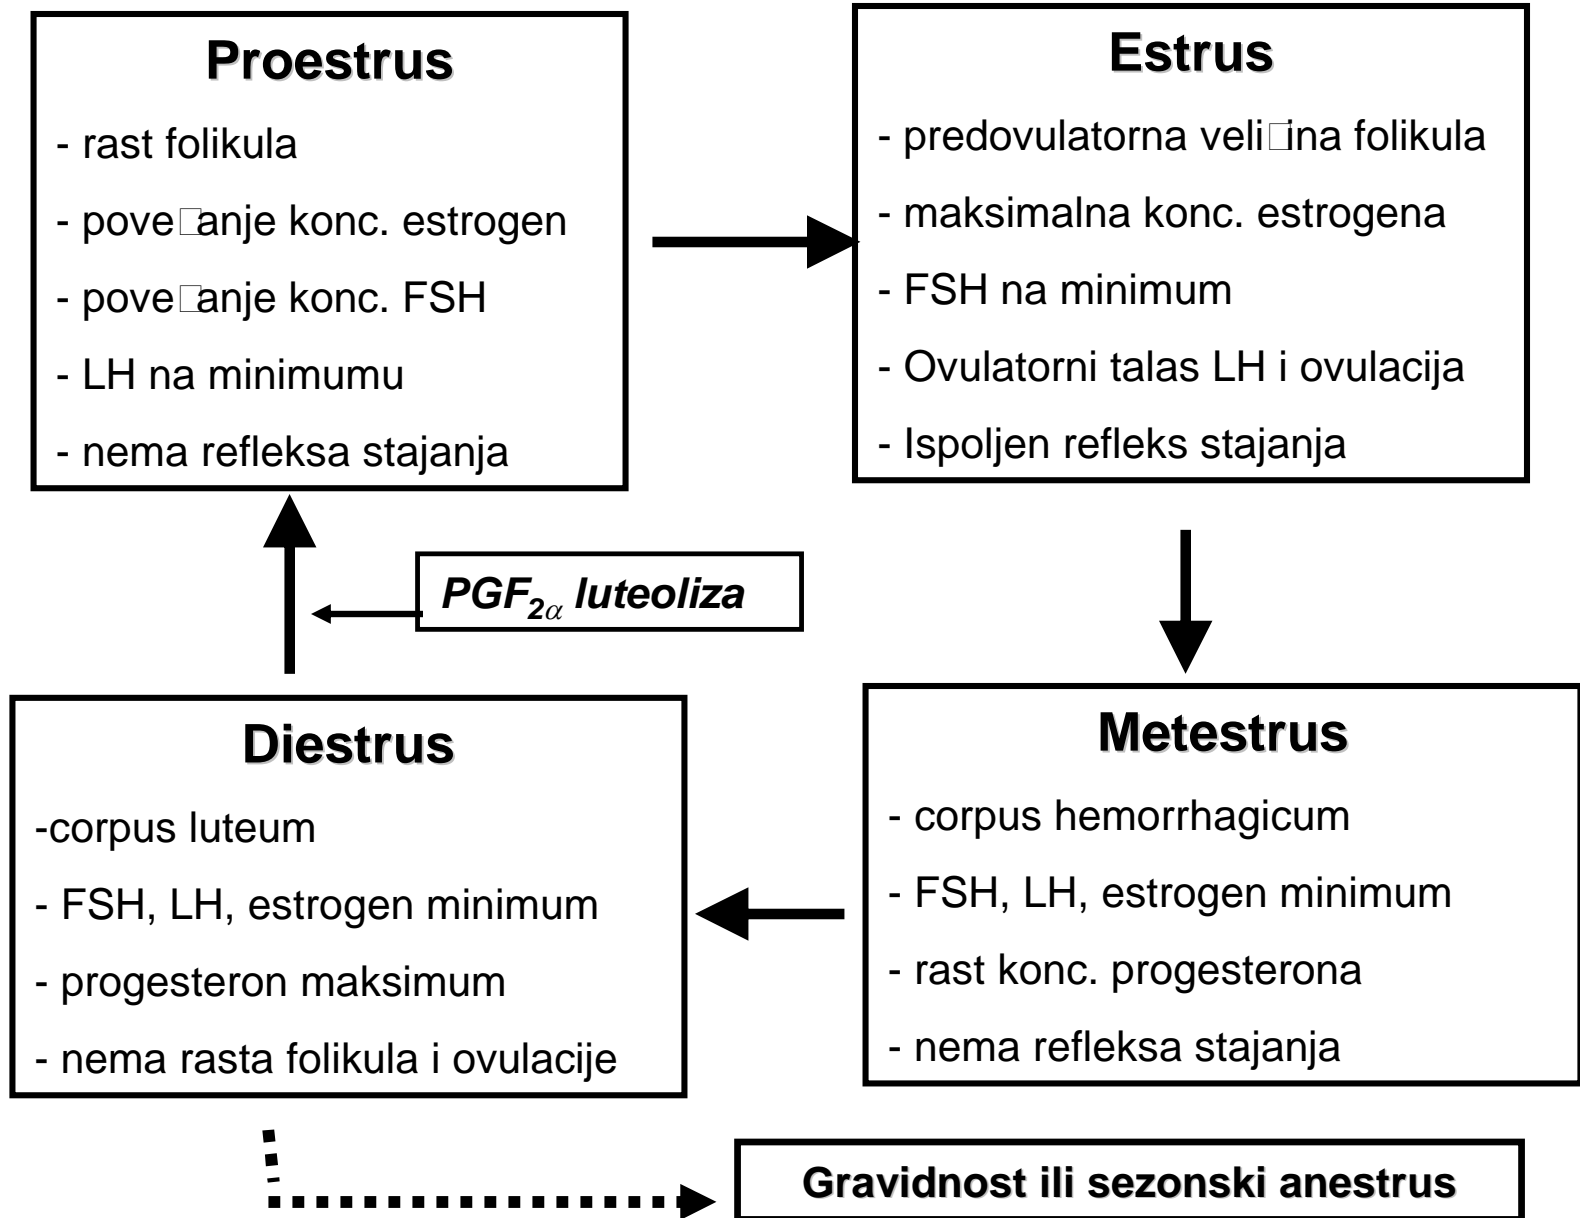 Proestrus
- rast folikula
- pove□anje konc. estrogen
- pove□anje konc. FSH
- LH na minimumu
- nema refleksa stajanja
Estrus
- predovulatorna veli□ina folikula
- maksimalna konc. estrogena
- FSH na minimum
- Ovulatorni talas LH i ovulacija
- Ispoljen refleks stajanja
PGF2α luteoliza
Diestrus
-corpus luteum
- FSH, LH, estrogen minimum
- progesteron maksimum
- nema rasta folikula i ovulacije
Metestrus
- corpus hemorrhagicum
- FSH, LH, estrogen minimum
- rast konc. progesterona
- nema refleksa stajanja
Gravidnost ili sezonski anestrus